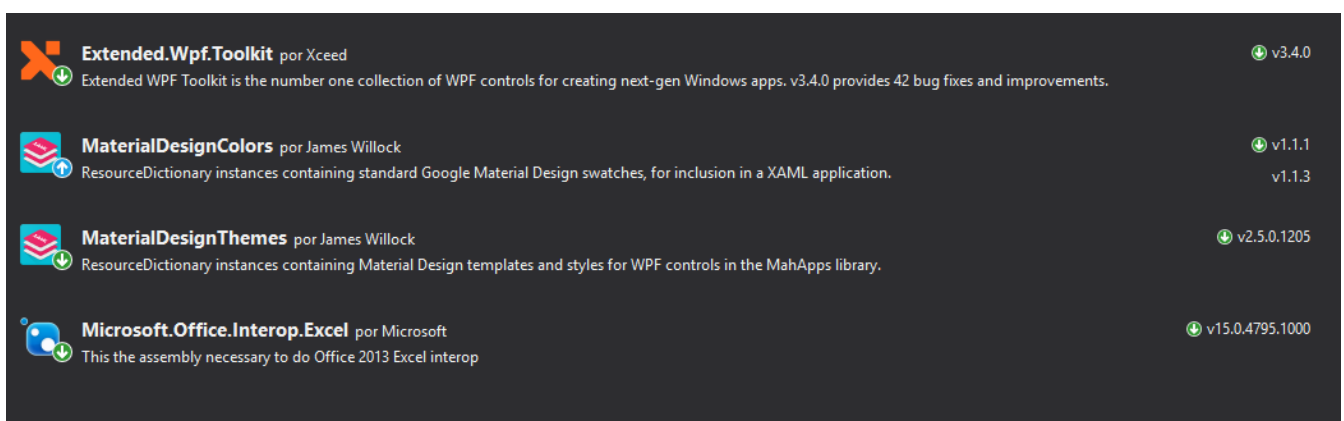 Extended.Wpf.Toolkit por Xceed v3.4.0
Extended WPF Toolkit is the number one collection of WPF controls for creating next-gen Windows apps. v3.4.0 provides 42 bug fixes and improvements.
MaterialDesignColors por James Willock v1.1.1
ResourceDictionary instances containing standard Google Material Design swatches, for inclusion in a XAML application. v1.1.3
MaterialDesignThemes por James Willock v2.5.0.1205
ResourceDictionary instances containing Material Design templates and styles for WPF controls in the MahApps library.
Microsoft.Office.Interop.Excel por Microsoft v15.0.4795.1000
This the assembly necessary to do Office 2013 Excel interop